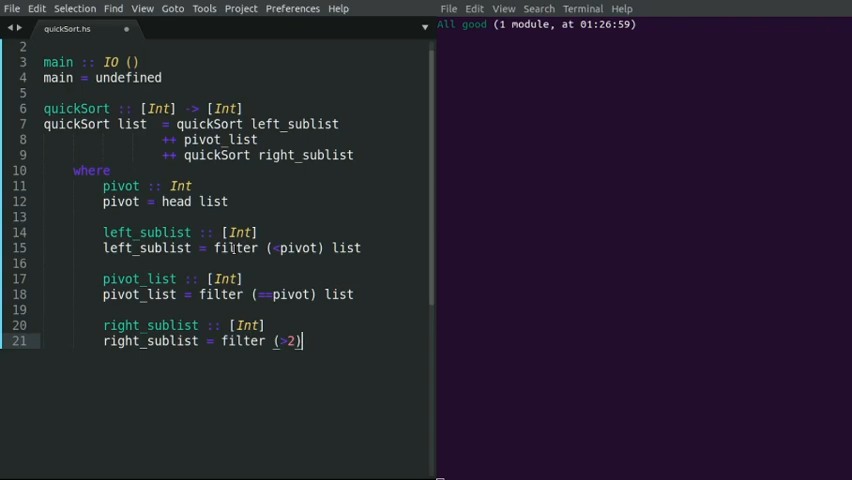 File Edit Selection Find View Goto Tools Project Preferences Help
quickSort.hs
2
3 main :: IO ()
4 main = undefined
5
6 quickSort :: [Int] -> [Int]
7 quickSort list  = quickSort left_sublist
8                 ++ pivot_list
9                 ++ quickSort right_sublist
10     where
11         pivot :: Int
12         pivot = head list
13
14         left_sublist :: [Int]
15         left_sublist = filter (<pivot) list
16
17         pivot_list :: [Int]
18         pivot_list = filter (==pivot) list
19
20         right_sublist :: [Int]
21         right_sublist = filter (>2)
File Edit View Search Terminal Help
All good (1 module, at 01:26:59)